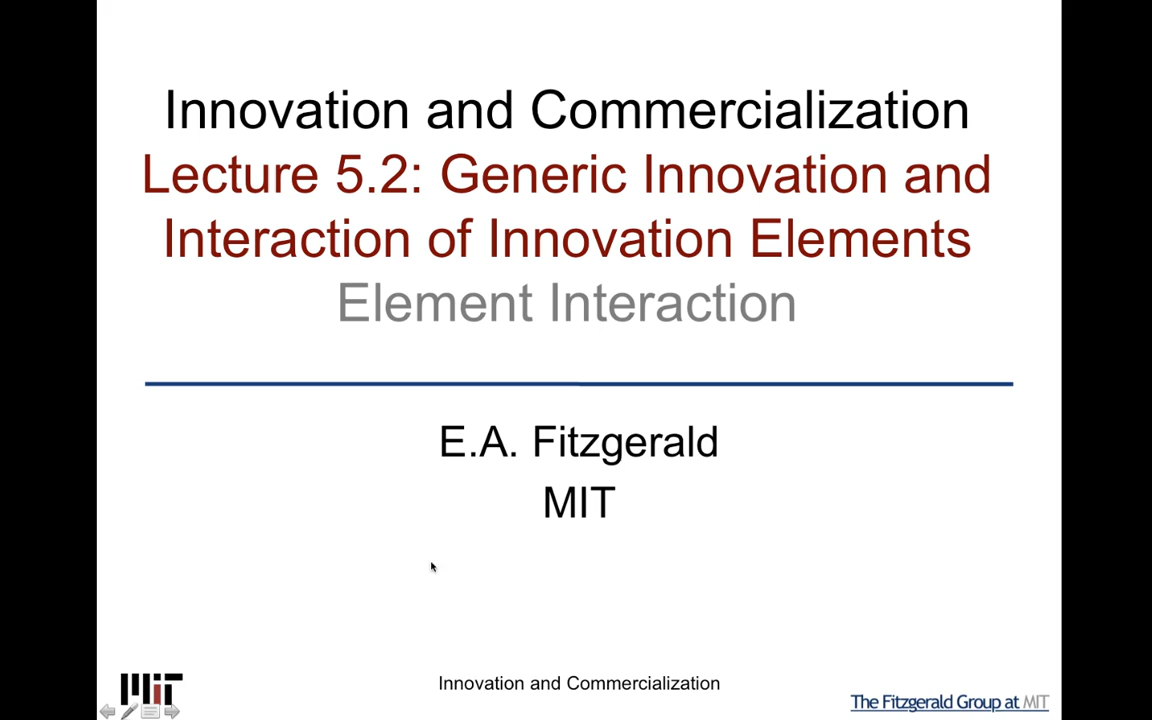 Innovation and Commercialization
Lecture 5.2: Generic Innovation and
Interaction of Innovation Elements
Element Interaction
E.A. Fitzgerald
MIT
MiT
Innovation and Commercialization
The Fitzgerald Group at MIT